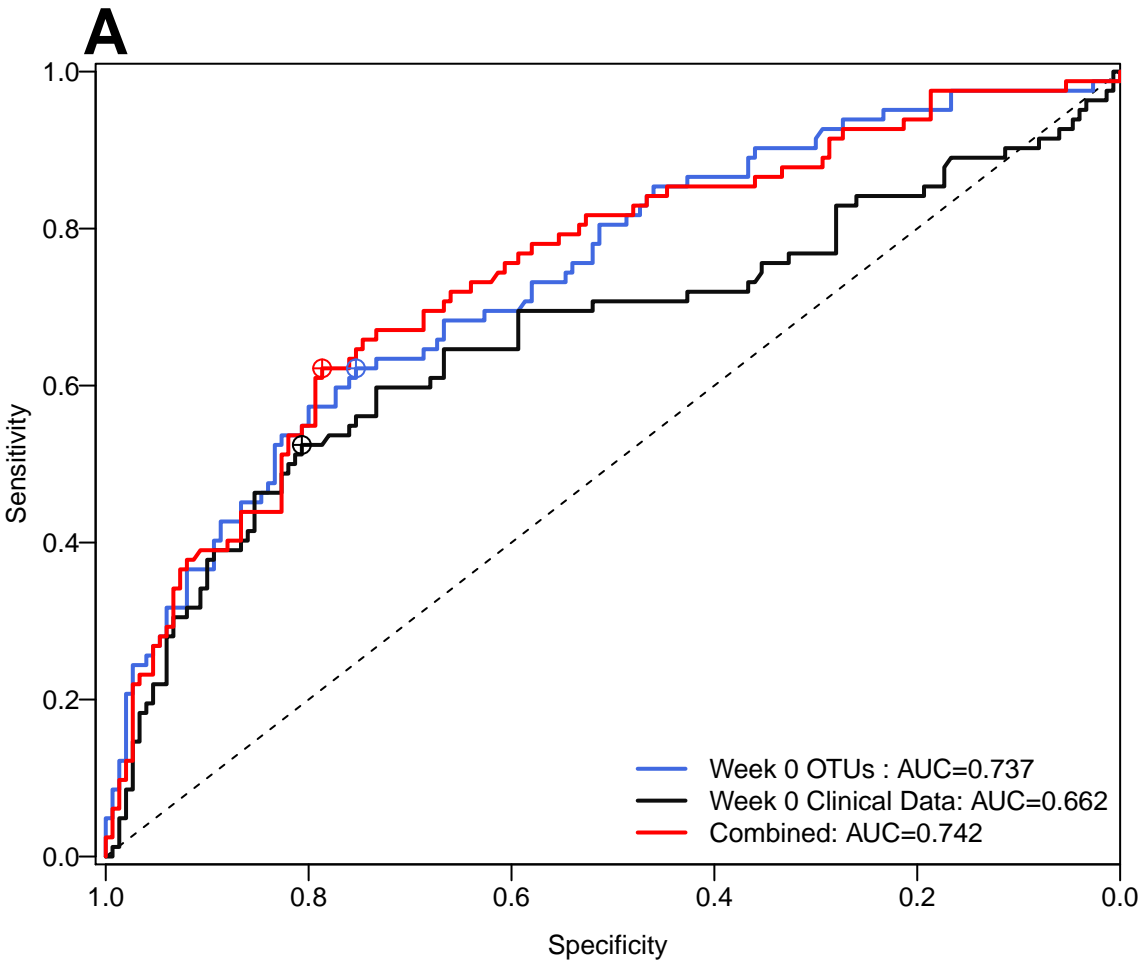 A
1.0
0.8
0.6
0.4
0.2
0.0
Sensitivity
Week 0 OTUs : AUC=0.737
Week 0 Clinical Data: AUC=0.662
Combined: AUC=0.742
1.0 0.8 0.6 0.4 0.2 0.0
Specificity